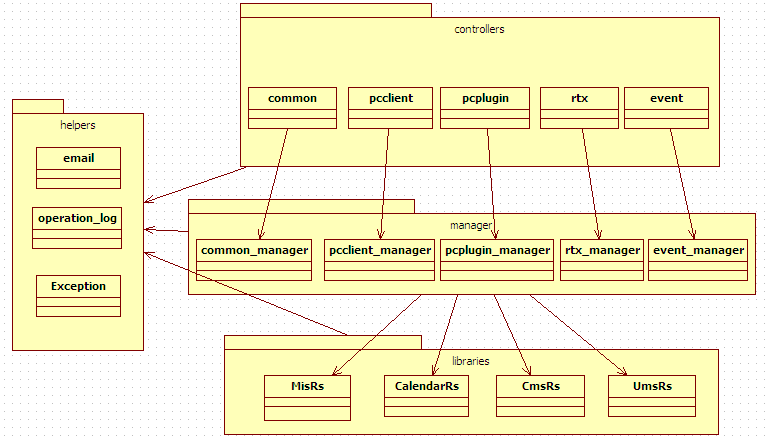 controllers
common pcclient pcplugin rtx event
helpers
email
operation_log
Exception
manager
common_manager pcclient_manager pcplugin_manager rtx_manager event_manager
libraries
MisRs CalendarRs CmsRs UmsRs